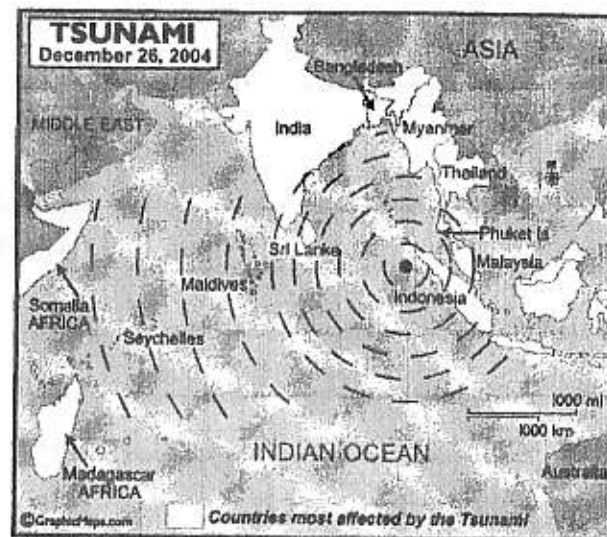 TSUNAMI
December 26, 2004
ASIA
Bangladesh
MIDDLE EAST
India
Myanmar
Thailand
Phuket Is
Sri Lanka
Malaysia
Maldives
Indonesia
Somalia
AFRICA
Seychelles
1000 mi
1000 km
INDIAN OCEAN
Madagascar
AFRICA
Australia
©GraphicMaps.com
Countries most affected by the Tsunami